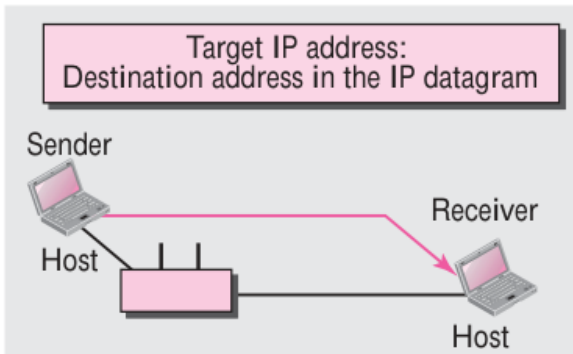 Target IP address:
Destination address in the IP datagram
Sender
Receiver
Host
Host